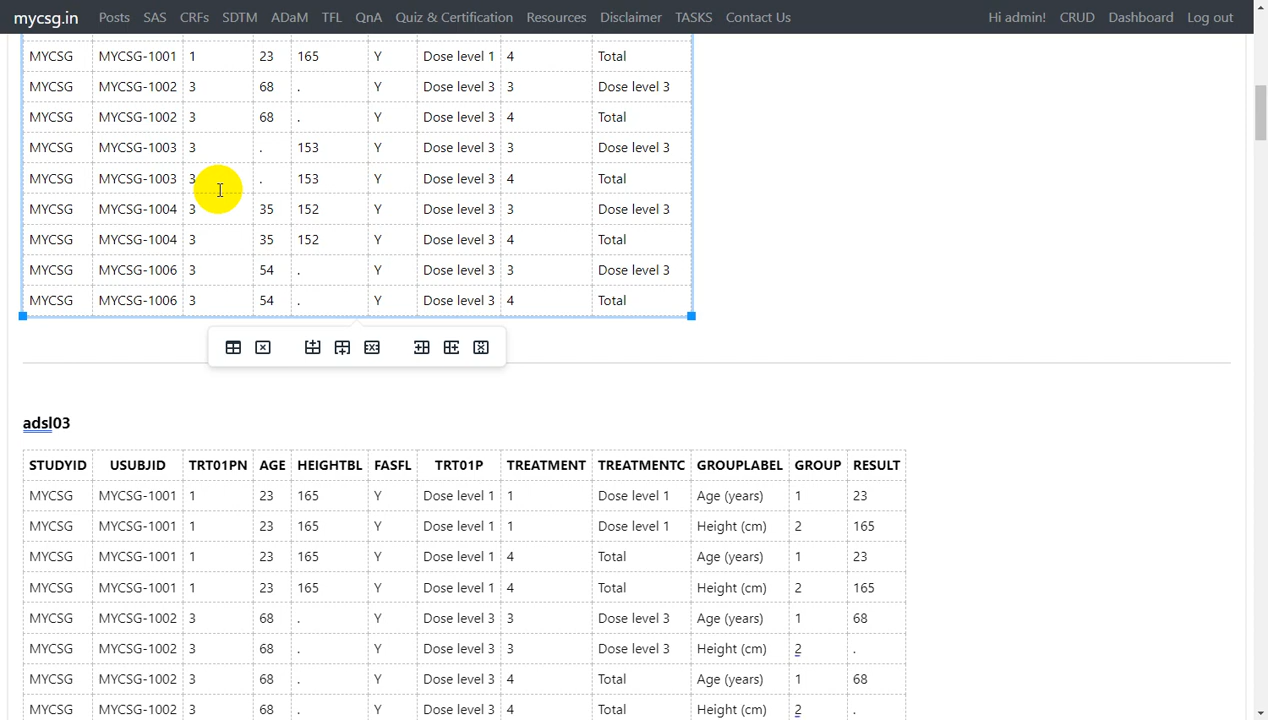 mycsg.in Posts SAS CRFs SDTM ADaM TFL QnA Quiz & Certification Resources Disclaimer TASKS Contact Us Hi admin! CRUD Dashboard Log out
MYCSG MYCSG-1001 1 23 165 Y Dose level 1 4 Total
MYCSG MYCSG-1002 3 68 . Y Dose level 3 3 Dose level 3
MYCSG MYCSG-1002 3 68 . Y Dose level 3 4 Total
MYCSG MYCSG-1003 3 . 153 Y Dose level 3 3 Dose level 3
MYCSG MYCSG-1003 3 . 153 Y Dose level 3 4 Total
MYCSG MYCSG-1004 3 35 152 Y Dose level 3 3 Dose level 3
MYCSG MYCSG-1004 3 35 152 Y Dose level 3 4 Total
MYCSG MYCSG-1006 3 54 . Y Dose level 3 3 Dose level 3
MYCSG MYCSG-1006 3 54 . Y Dose level 3 4 Total
adsl03
STUDYID USUBJID TRT01PN AGE HEIGHTBL FASFL TRT01P TREATMENT TREATMENTC GROUPLABEL GROUP RESULT
MYCSG MYCSG-1001 1 23 165 Y Dose level 1 1 Dose level 1 Age (years) 1 23
MYCSG MYCSG-1001 1 23 165 Y Dose level 1 1 Dose level 1 Height (cm) 2 165
MYCSG MYCSG-1001 1 23 165 Y Dose level 1 4 Total Age (years) 1 23
MYCSG MYCSG-1001 1 23 165 Y Dose level 1 4 Total Height (cm) 2 165
MYCSG MYCSG-1002 3 68 . Y Dose level 3 3 Dose level 3 Age (years) 1 68
MYCSG MYCSG-1002 3 68 . Y Dose level 3 3 Dose level 3 Height (cm) 2 .
MYCSG MYCSG-1002 3 68 . Y Dose level 3 4 Total Age (years) 1 68
MYCSG MYCSG-1002 3 68 . Y Dose level 3 4 Total Height (cm) 2 .